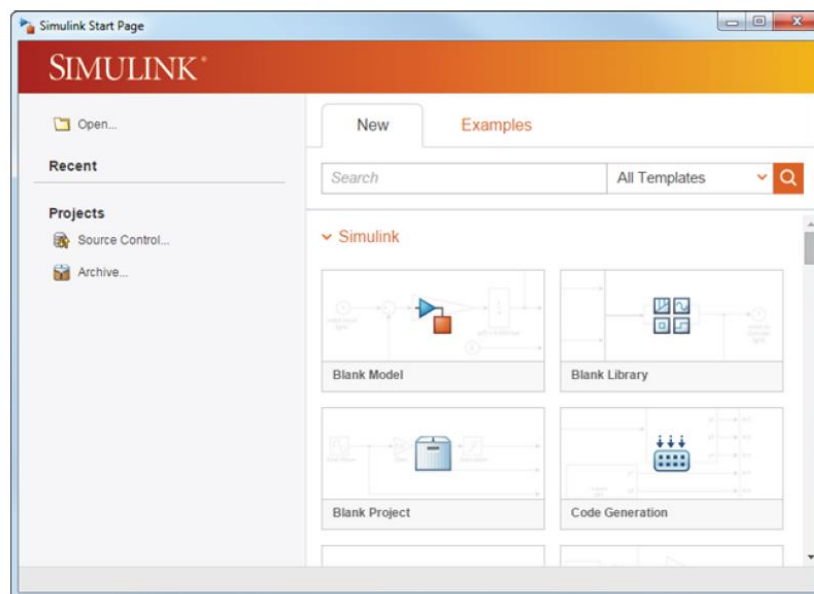 Simulink Start Page
SIMULINK®
Open...
Recent
Projects
Source Control...
Archive...
New Examples
Search All Templates
Simulink
Blank Model Blank Library
Blank Project Code Generation